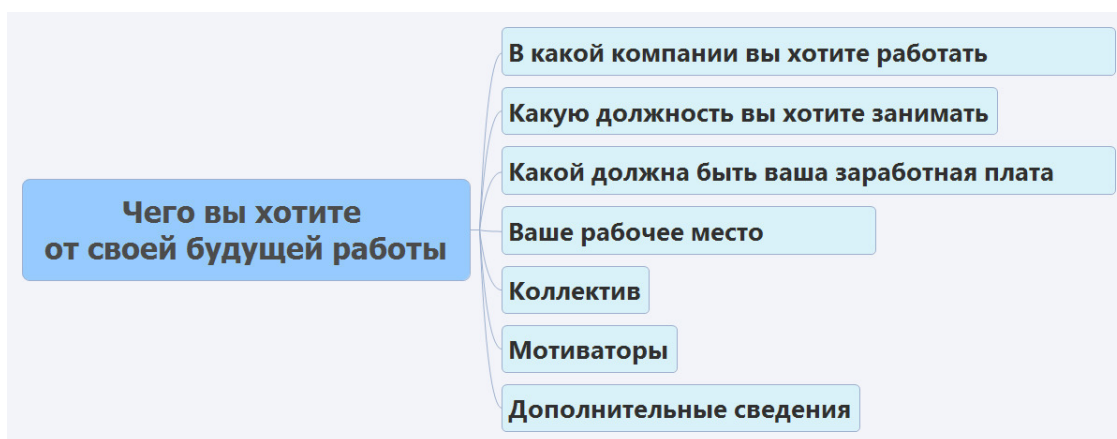 Чего вы хотите
от своей будущей работы
В какой компании вы хотите работать
Какую должность вы хотите занимать
Какой должна быть ваша заработная плата
Ваше рабочее место
Коллектив
Мотиваторы
Дополнительные сведения